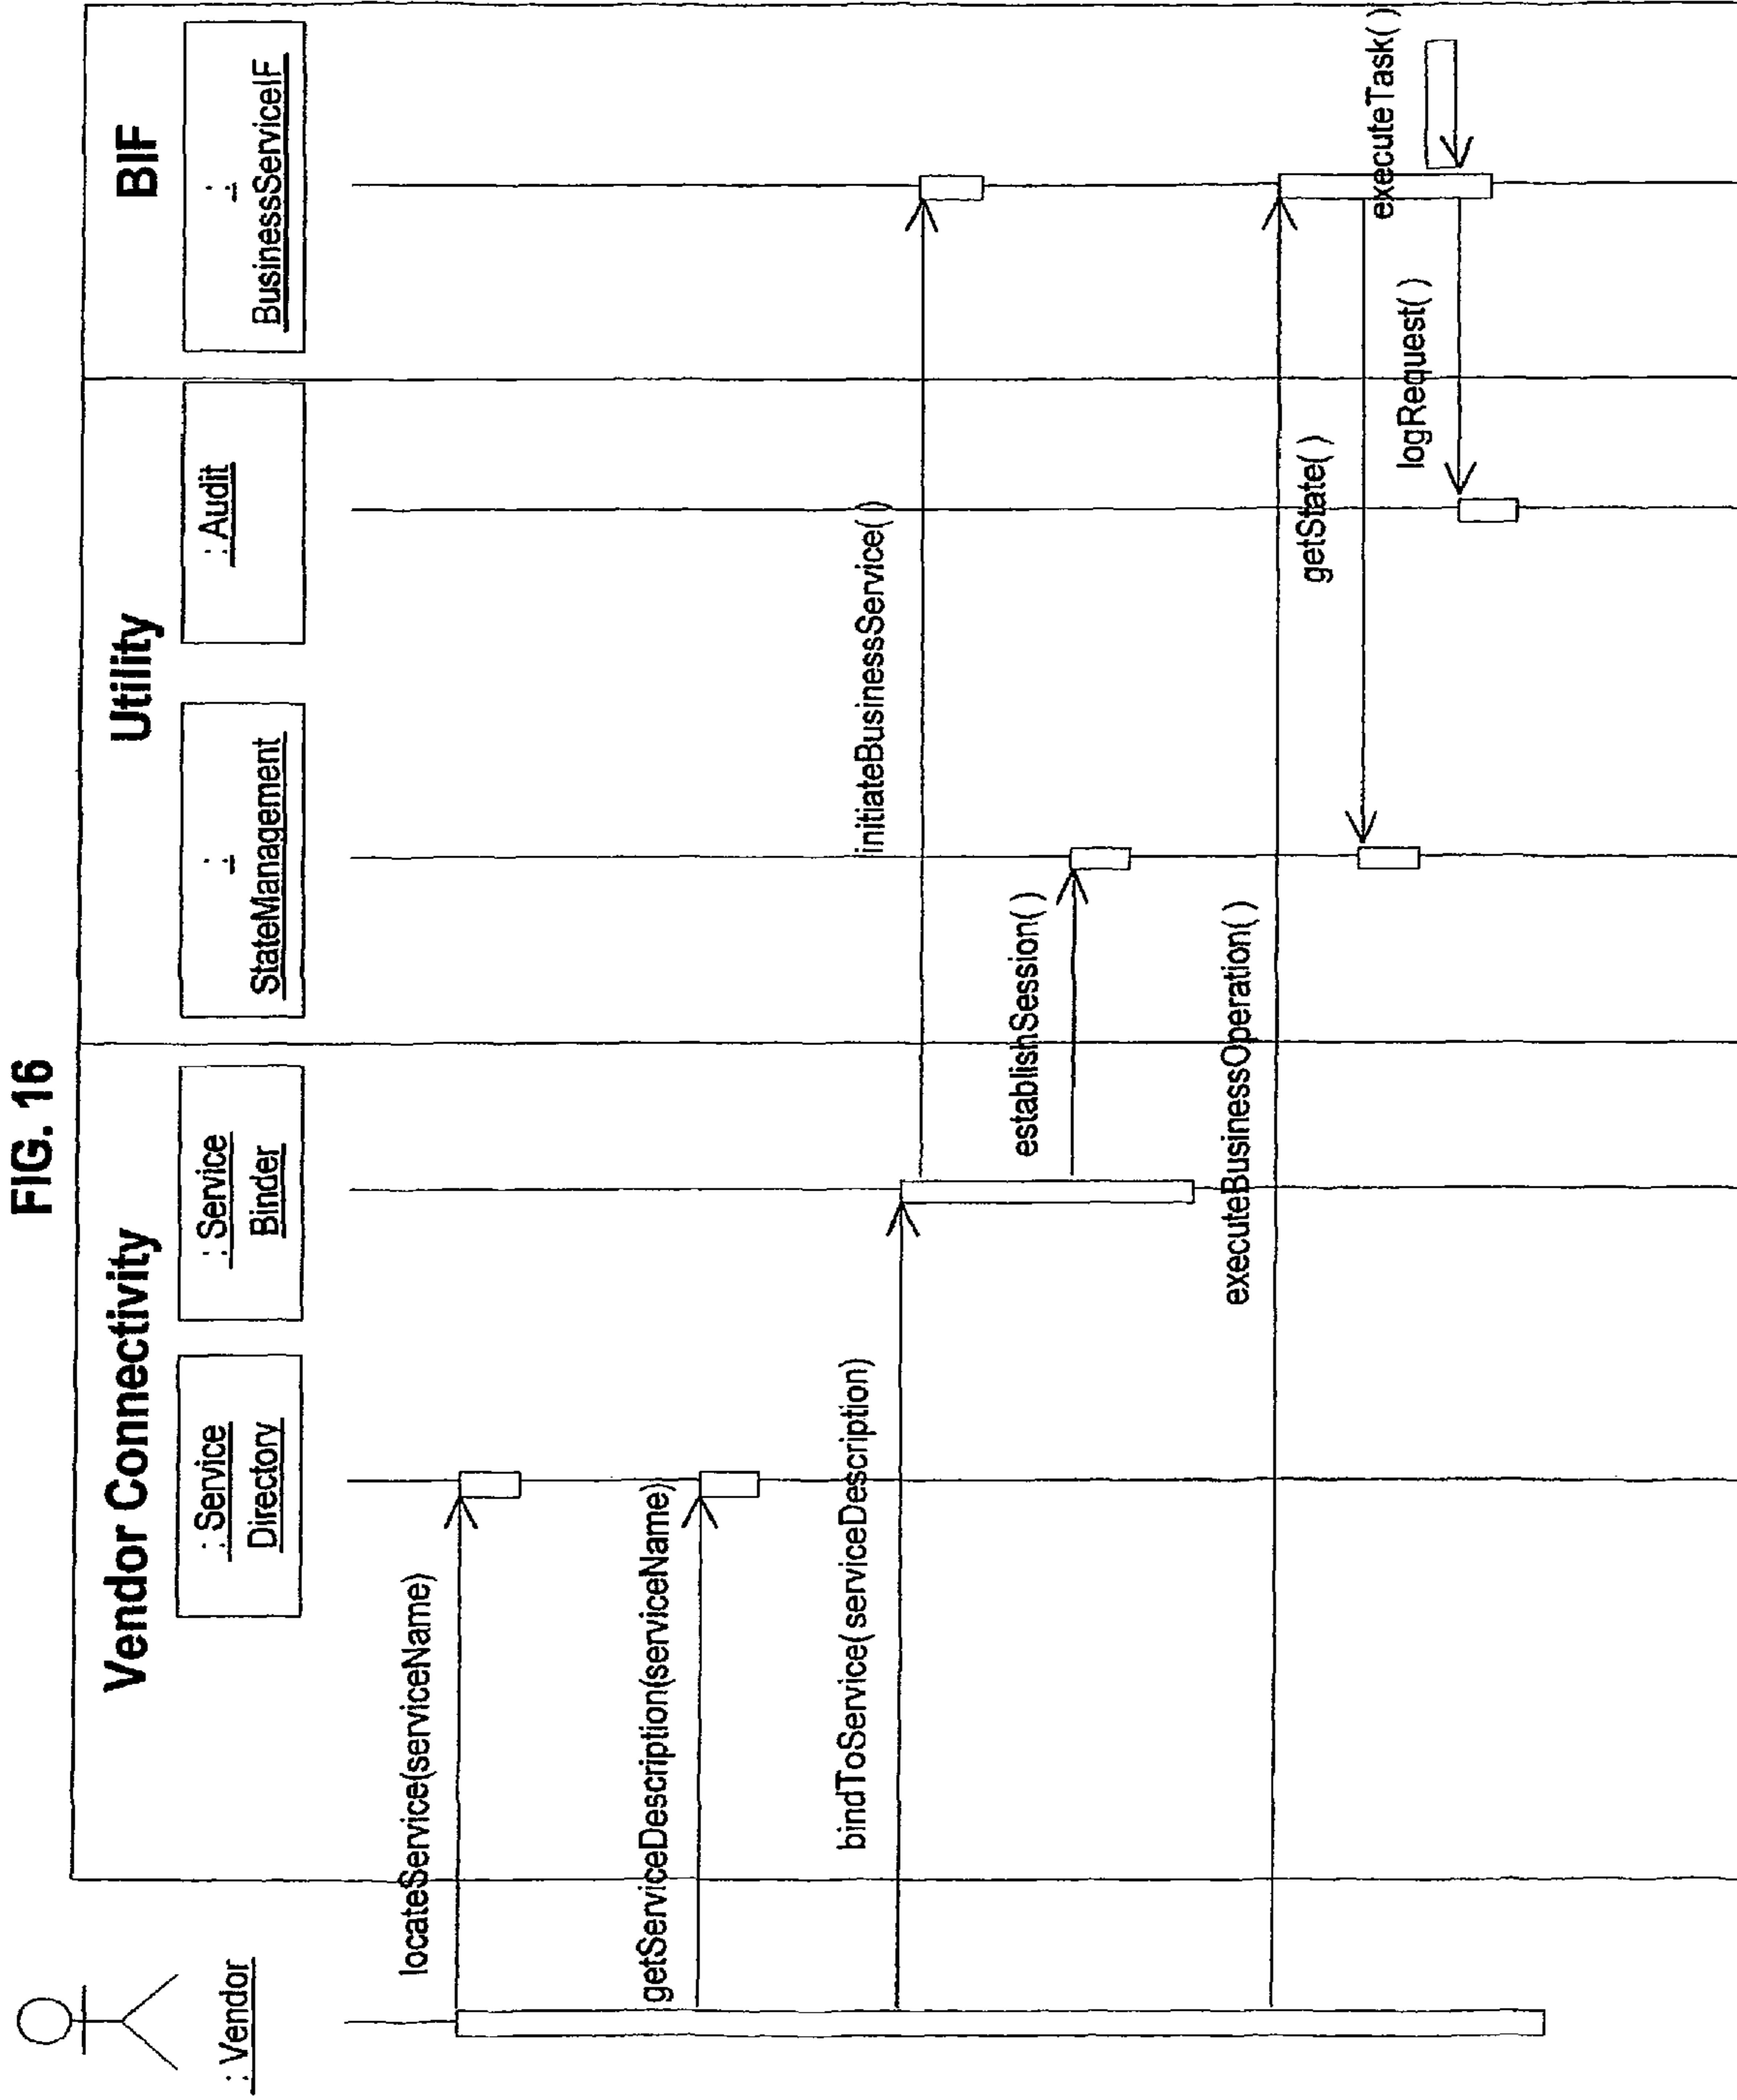 FIG. 16
Vendor Connectivity
Utility
BIF
: Vendor
: Service
Directory
: Service
Binder
:
StateManagement
: Audit
:
BusinessServiceIF
locateService(serviceName)
getServiceDescription(serviceName)
bindToService( serviceDescription)
initiateBusinessService( )
establishSession( )
executeBusinessOperation( )
getState( )
executeTask( )
logRequest( )